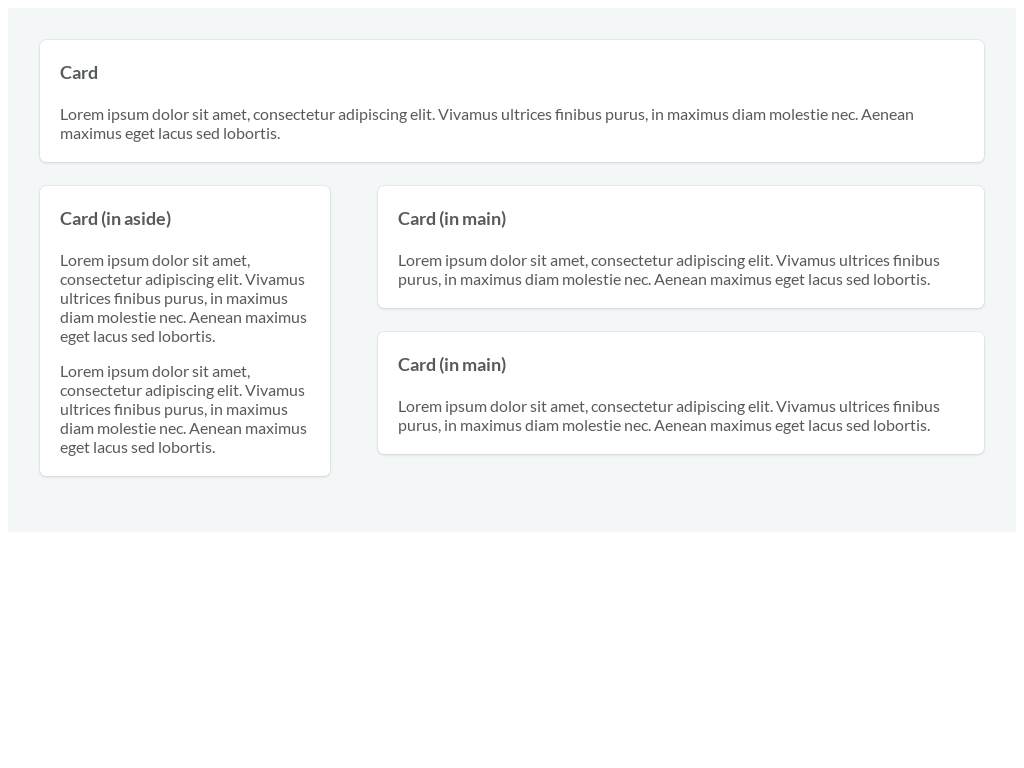 Card
Lorem ipsum dolor sit amet, consectetur adipiscing elit. Vivamus ultrices finibus purus, in maximus diam molestie nec. Aenean
maximus eget lacus sed lobortis.
Card (in aside)
Lorem ipsum dolor sit amet,
consectetur adipiscing elit. Vivamus
ultrices finibus purus, in maximus
diam molestie nec. Aenean maximus
eget lacus sed lobortis.
Lorem ipsum dolor sit amet,
consectetur adipiscing elit. Vivamus
ultrices finibus purus, in maximus
diam molestie nec. Aenean maximus
eget lacus sed lobortis.
Card (in main)
Lorem ipsum dolor sit amet, consectetur adipiscing elit. Vivamus ultrices finibus
purus, in maximus diam molestie nec. Aenean maximus eget lacus sed lobortis.
Card (in main)
Lorem ipsum dolor sit amet, consectetur adipiscing elit. Vivamus ultrices finibus
purus, in maximus diam molestie nec. Aenean maximus eget lacus sed lobortis.